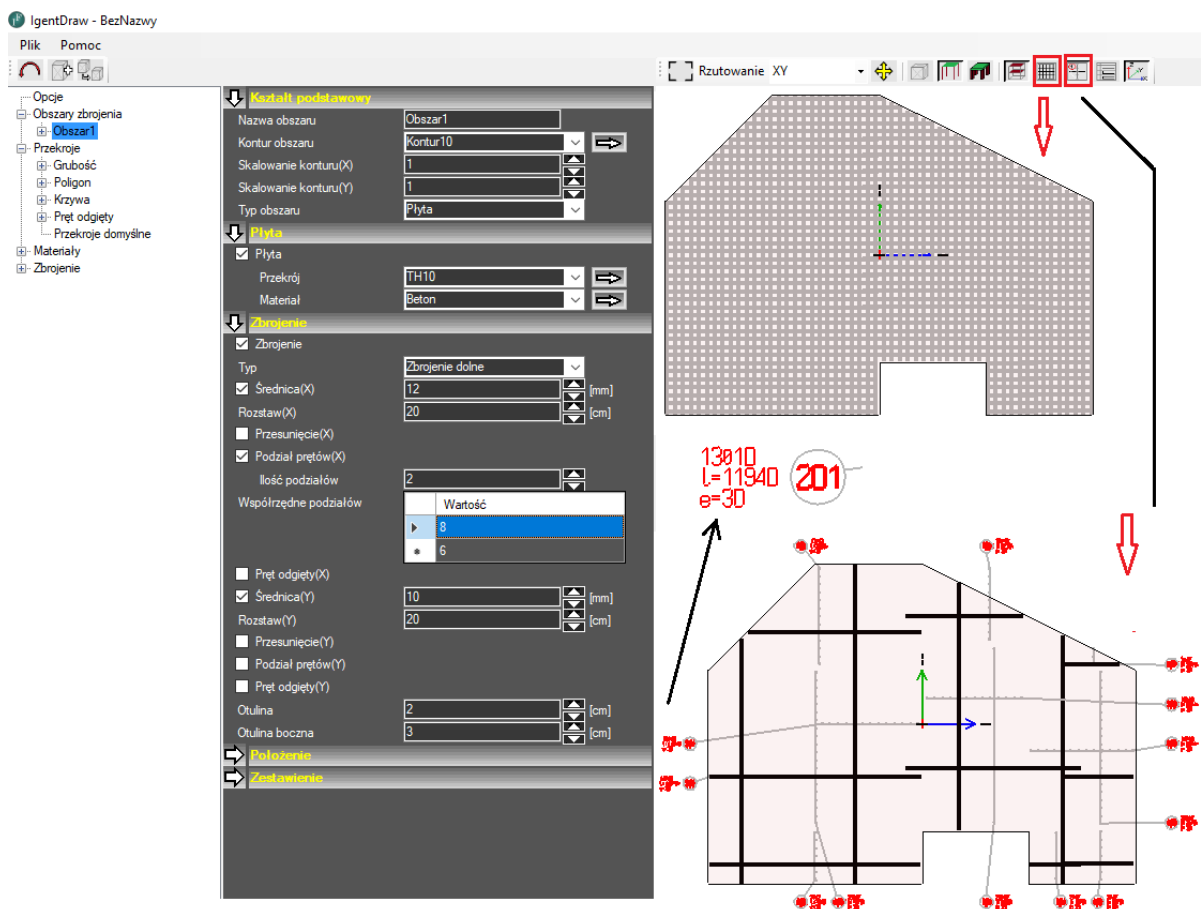 IgentDraw - BezNazwy
Plik Pomoc
Rzutowanie XY
Opcje
Obszary zbrojenia
Obszar1
Przekroje
Grubość
Poligon
Krzywa
Pręt odgięty
Przekroje domyślne
Materiały
Zbrojenie
Kształt podstawowy
Nazwa obszaru Obszar1
Kontur obszaru Kontur10
Skalowanie konturu(X) 1
Skalowanie konturu(Y) 1
Typ obszaru Płyta
Płyta
Płyta
Przekrój TH10
Materiał Beton
Zbrojenie
Zbrojenie
Typ Zbrojenie dolne
Średnica(X) 12 [mm]
Rozstaw(X) 20 [cm]
Przesunięcie(X)
Podział prętów(X)
Ilość podziałów 2
Współrzędne podziałów Wartość
8
6
Pręt odgięty(X)
Średnica(Y) 10 [mm]
Rozstaw(Y) 20 [cm]
Przesunięcie(Y)
Podział prętów(Y)
Pręt odgięty(Y)
Otulina 2 [cm]
Otulina boczna 3 [cm]
Położenie
Zestawienie
201